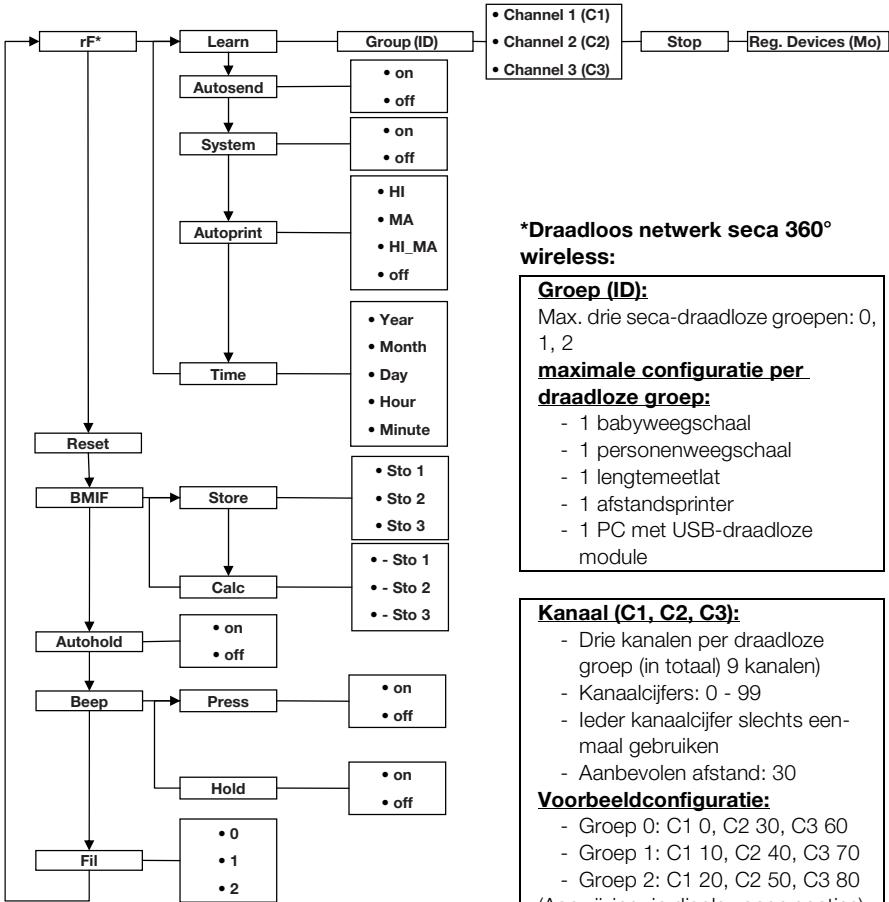 rF*
Learn
Group (ID)
• Channel 1 (C1)
• Channel 2 (C2)
• Channel 3 (C3)
Stop
Reg. Devices (Mo)
Autosend
• on
• off
System
• on
• off
Autoprint
• HI
• MA
• HI_MA
• off
Time
• Year
• Month
• Day
• Hour
• Minute
Reset
BMIF
Store
• Sto 1
• Sto 2
• Sto 3
Calc
• - Sto 1
• - Sto 2
• - Sto 3
Autohold
• on
• off
Beep
Press
• on
• off
Hold
• on
• off
Fil
• 0
• 1
• 2
*Draadloos netwerk seca 360°
wireless:
Groep (ID):
Max. drie seca-draadloze groepen: 0,
1, 2
maximale configuratie per
draadloze groep:
- 1 babyweegschaal
- 1 personenweegschaal
- 1 lengtemeetlat
- 1 afstandsprinter
- 1 PC met USB-draadloze
module
Kanaal (C1, C2, C3):
- Drie kanalen per draadloze
groep (in totaal) 9 kanalen)
- Kanaalcijfers: 0 - 99
- Ieder kanaalcijfer slechts een-
maal gebruiken
- Aanbevolen afstand: 30
Voorbeeldconfiguratie:
- Groep 0: C1 0, C2 30, C3 60
- Groep 1: C1 10, C2 40, C3 70
- Groep 2: C1 20, C2 50, C3 80